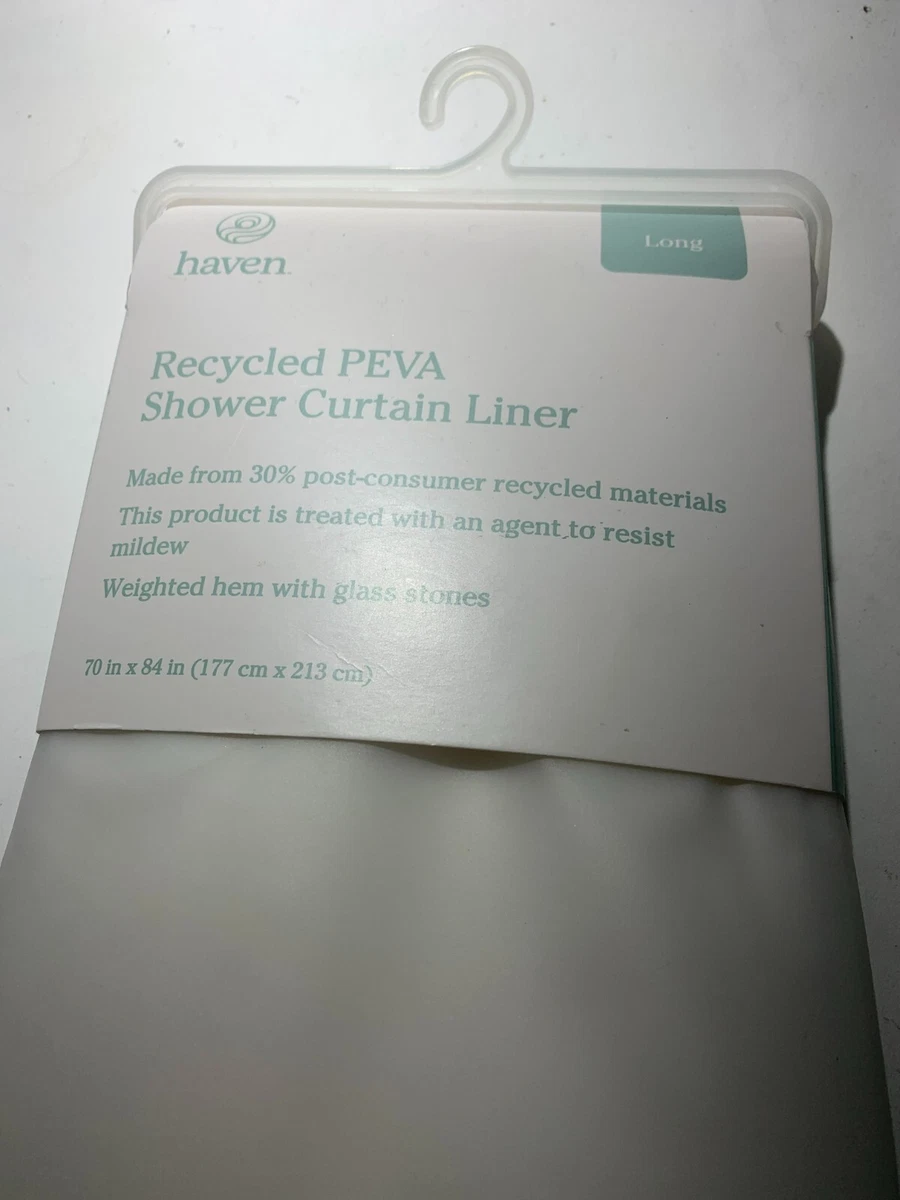 haven
Long
Recycled PEVA
Shower Curtain Liner
Made from 30% post-consumer recycled materials
This product is treated with an agent to resist
mildew
Weighted hem with glass stones
70 in x 84 in (177 cm x 213 cm)